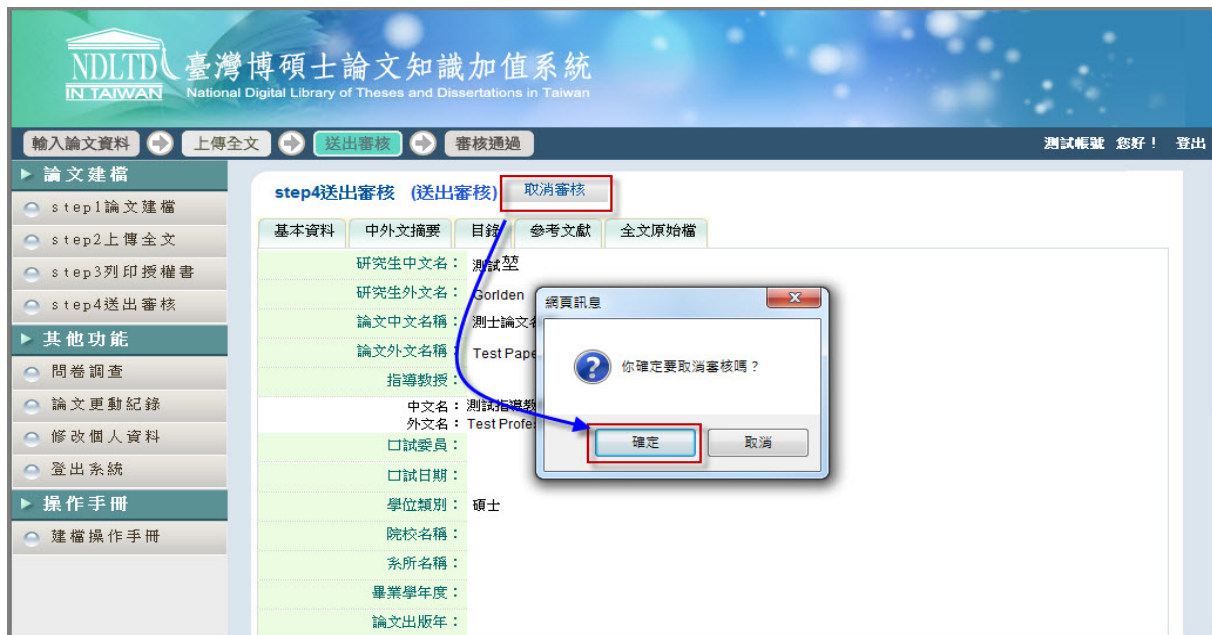 NDLTD 臺灣博碩士論文知識加值系統
IN TAIWAN National Digital Library of Theses and Dissertations in Taiwan
輸入論文資料 上傳全文 送出審核 審核通過 測試帳號 您好! 登出
論文建檔
step1論文建檔
step2上傳全文
step3列印授權書
step4送出審核
其他功能
問卷調查
論文更動紀錄
修改個人資料
登出系統
操作手冊
建檔操作手冊
step4送出審核 (送出審核) 取消審核
基本資料 中外文摘要 目錄 參考文獻 全文原始檔
研究生中文名: 測試堃
研究生外文名: Gorlden
論文中文名稱: 測士論文
論文外文名稱: Test Pape
指導教授:
中文名: 測試指導教
外文名: Test Profe
口試委員:
口試日期:
學位類別: 碩士
院校名稱:
系所名稱:
畢業學年度:
論文出版年:
網頁訊息
你確定要取消審核嗎?
確定 取消